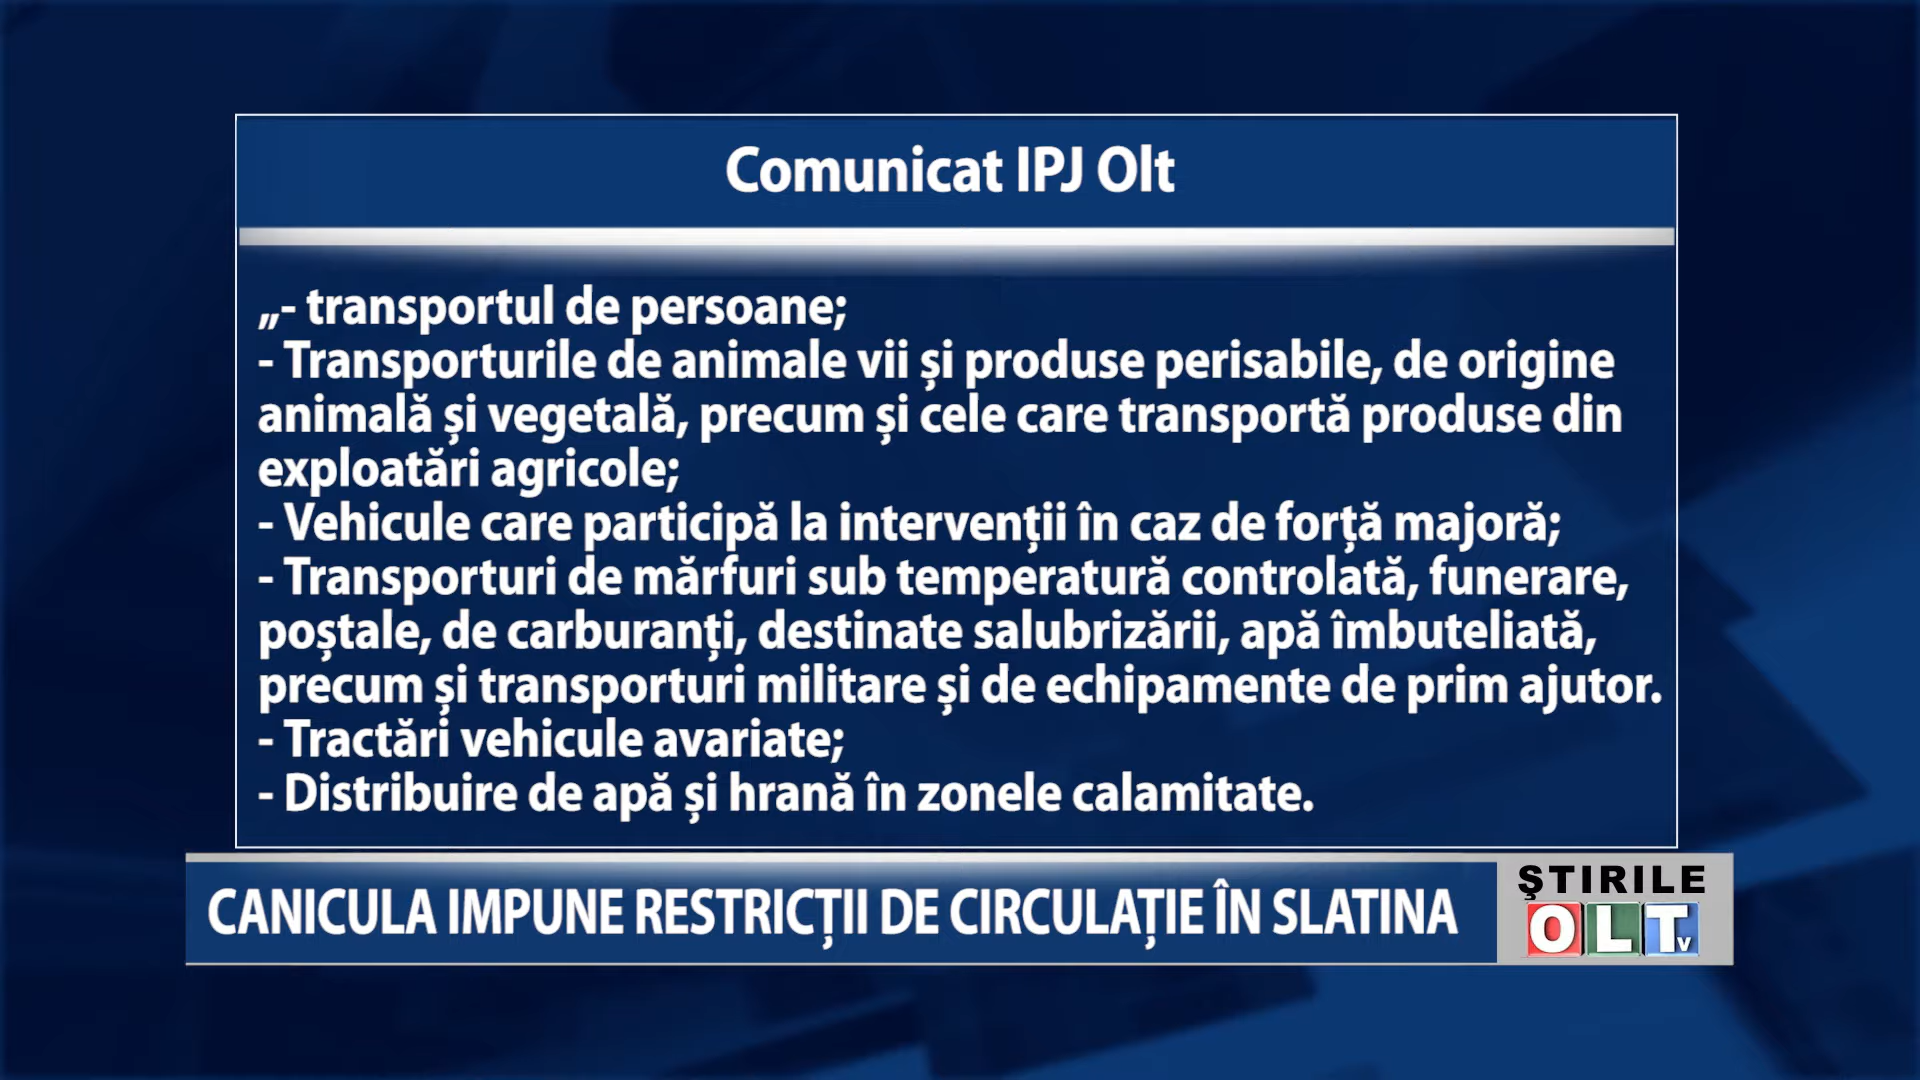 Comunicat IPJ Olt
„- transportul de persoane;
- Transporturile de animale vii și produse perisabile, de origine
animală și vegetală, precum și cele care transportă produse din
exploatări agricole;
- Vehicule care participă la intervenții în caz de forță majoră;
- Transporturi de mărfuri sub temperatură controlată, funerare,
poștale, de carburanți, destinate salubrizării, apă îmbuteliată,
precum și transporturi militare și de echipamente de prim ajutor.
- Tractări vehicule avariate;
- Distribuire de apă și hrană în zonele calamitate.
CANICULA IMPUNE RESTRICȚII DE CIRCULAȚIE ÎN SLATINA
ŞTIRILE
OLTv